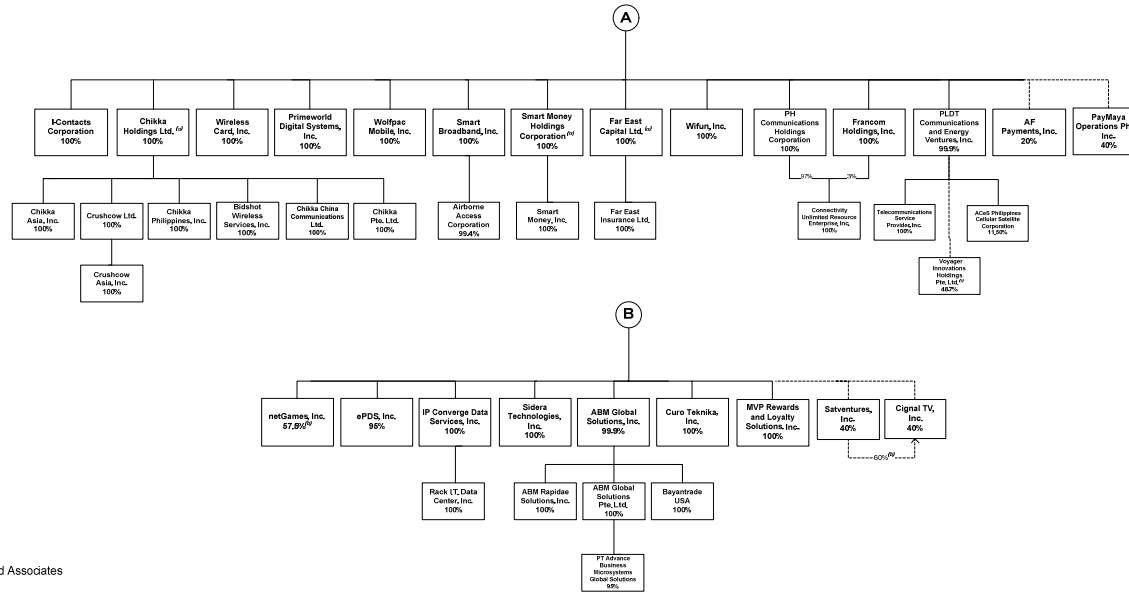 A
I-Contacts
Corporation
100%
Chikka
Holdings Ltd. (a)
100%
Wireless
Card, Inc.
100%
Primeworld
Digital Systems,
Inc.
100%
Wolfpac
Mobile, Inc.
100%
Smart
Broadband, Inc.
100%
Smart Money
Holdings
Corporation (a)
100%
Far East
Capital Ltd. (a)
100%
Wifun, Inc.
100%
PH
Communications
Holdings
Corporation
100%
Francom
Holdings, Inc.
100%
PLDT
Communications
and Energy
Ventures, Inc.
99.9%
AF
Payments, Inc.
20%
PayMaya
Operations Ph
Inc.
40%
97%
3%
Chikka
Asia, Inc.
100%
Crushcow Ltd.
100%
Chikka
Philippines, Inc.
100%
Bidshot
Wireless
Services, Inc.
100%
Chikka China
Communications
Ltd.
100%
Chikka
Pte. Ltd.
100%
Airborne
Access
Corporation
99.4%
Smart
Money, Inc.
100%
Far East
Insurance Ltd.
100%
Connectivity
Unlimited Resource
Enterprise, Inc.
100%
Telecommunications
Service
Provider, Inc.
100%
ACeS Philippines
Cellular Satellite
Corporation
11.50%
Crushcow
Asia, Inc.
100%
Voyager
Innovations
Holdings
Pte. Ltd.
48.7%
B
netGames, Inc.
57.5% (b)
ePDS, Inc.
95%
IP Converge Data
Services, Inc.
100%
Sidera
Technologies,
Inc.
100%
ABM Global
Solutions, Inc.
99.9%
Curo Teknika,
Inc.
100%
MVP Rewards
and Loyalty
Solutions, Inc.
100%
Satventures,
Inc.
40%
Cignal TV,
Inc.
40%
60% (b)
Rack I.T. Data
Center, Inc.
100%
ABM Rapidae
Solutions, Inc.
100%
ABM Global
Solutions
Pte. Ltd.
100%
Bayantrade
USA
100%
PT Advance
Business
Microsystems
Global Solutions
95%
d Associates